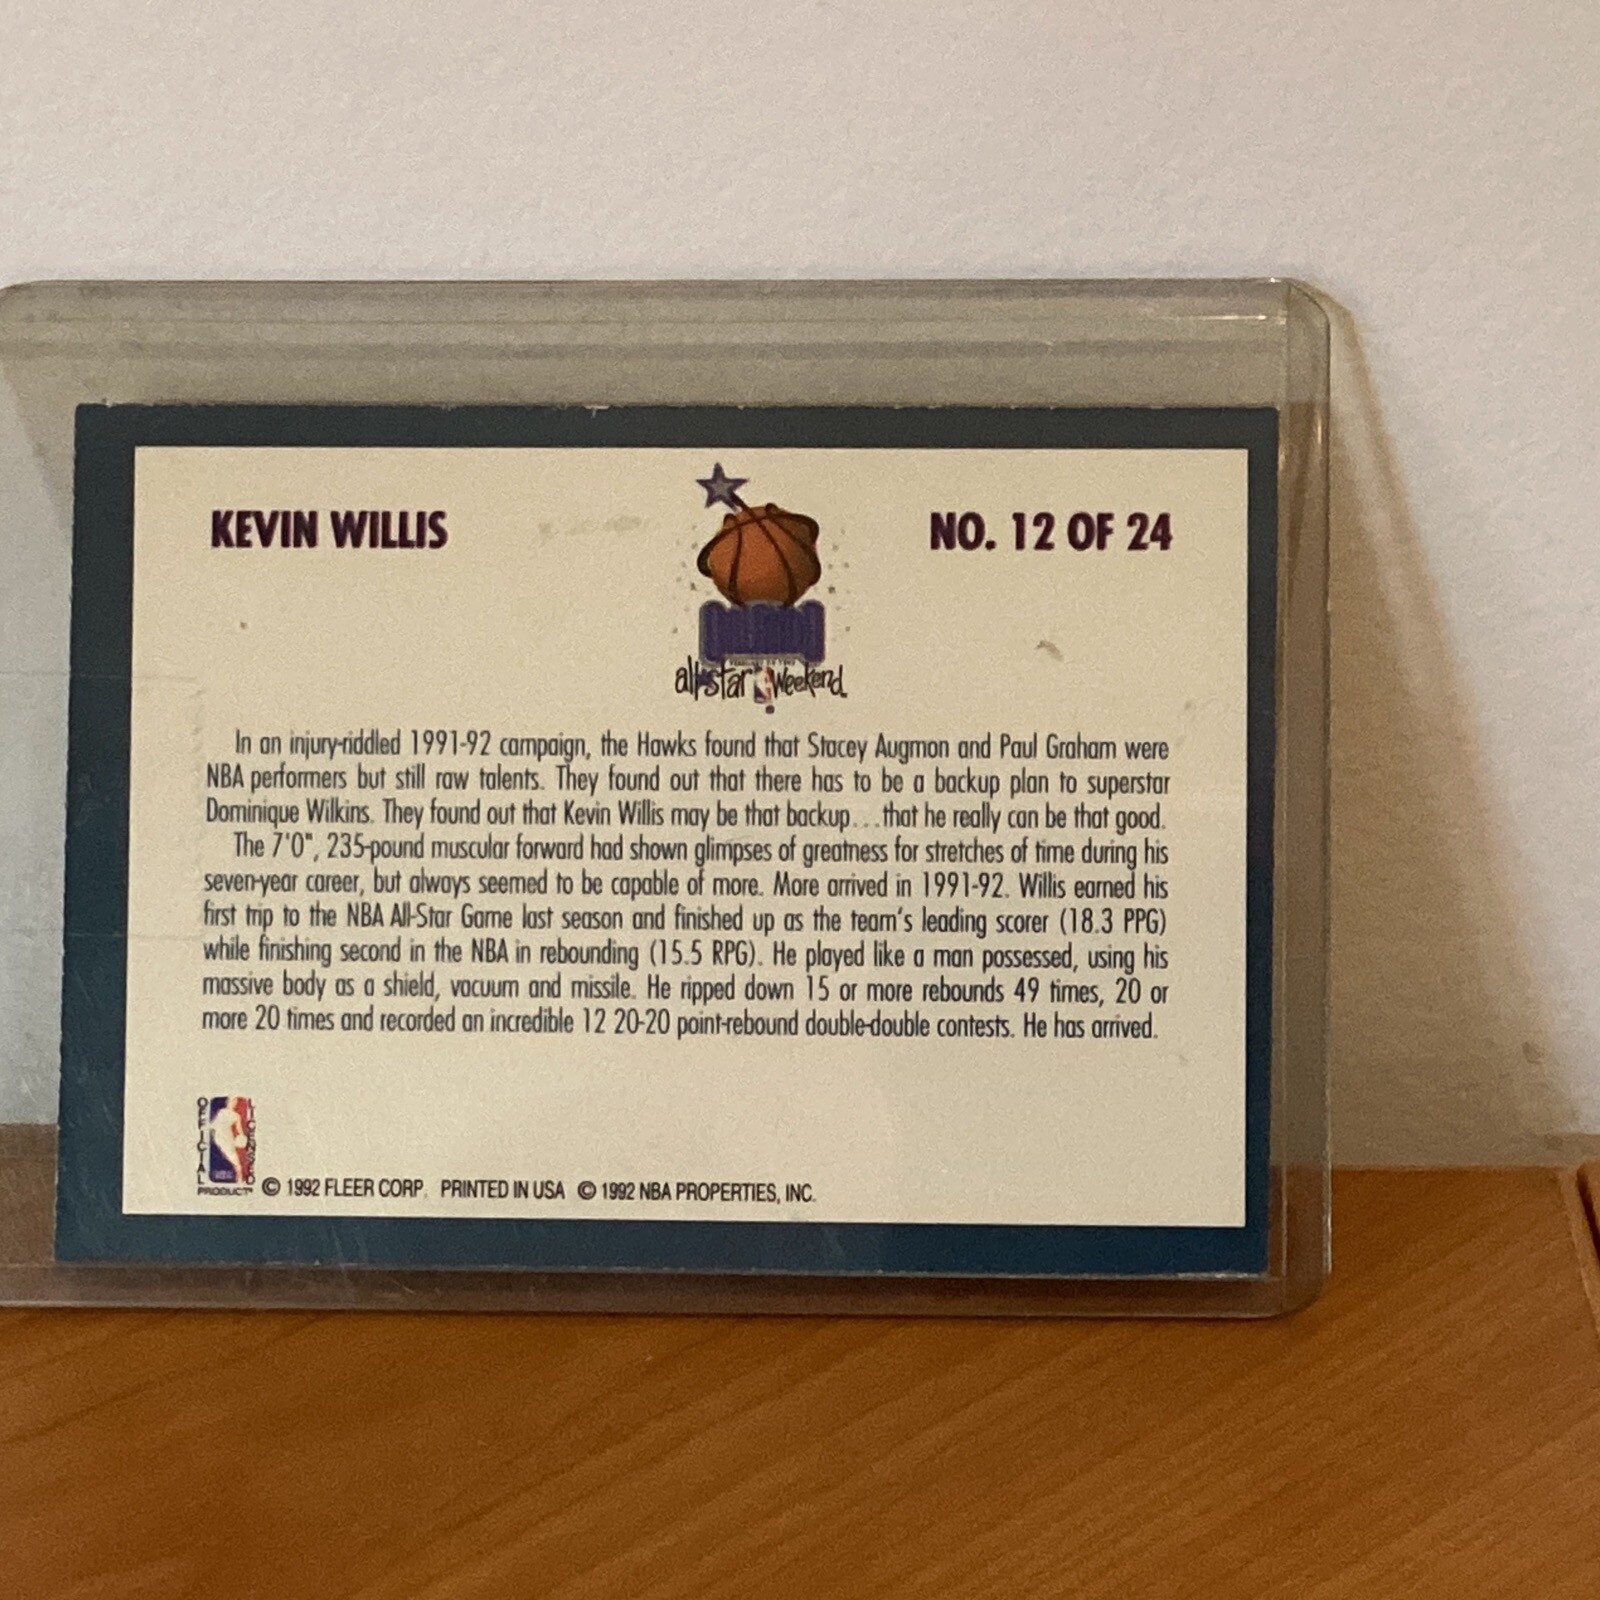 KEVIN WILLIS
NO. 12 OF 24
all-star weekend
In an injury-riddled 1991-92 campaign, the Hawks found that Stacey Augmon and Paul Graham were
NBA performers but still raw talents. They found out that there has to be a backup plan to superstar
Dominique Wilkins. They found out that Kevin Willis may be that backup...that he really can be that good.
The 7'0", 235-pound muscular forward had shown glimpses of greatness for stretches of time during his
seven-year career, but always seemed to be capable of more. More arrived in 1991-92. Willis earned his
first trip to the NBA All-Star Game last season and finished up as the team's leading scorer (18.3 PPG)
while finishing second in the NBA in rebounding (15.5 RPG). He played like a man possessed, using his
massive body as a shield, vacuum and missile. He ripped down 15 or more rebounds 49 times, 20 or
more 20 times and recorded an incredible 12 20-20 point-rebound double-double contests. He has arrived.
OFFICIAL LICENSED
PRODUCT
© 1992 FLEER CORP. PRINTED IN USA © 1992 NBA PROPERTIES, INC.